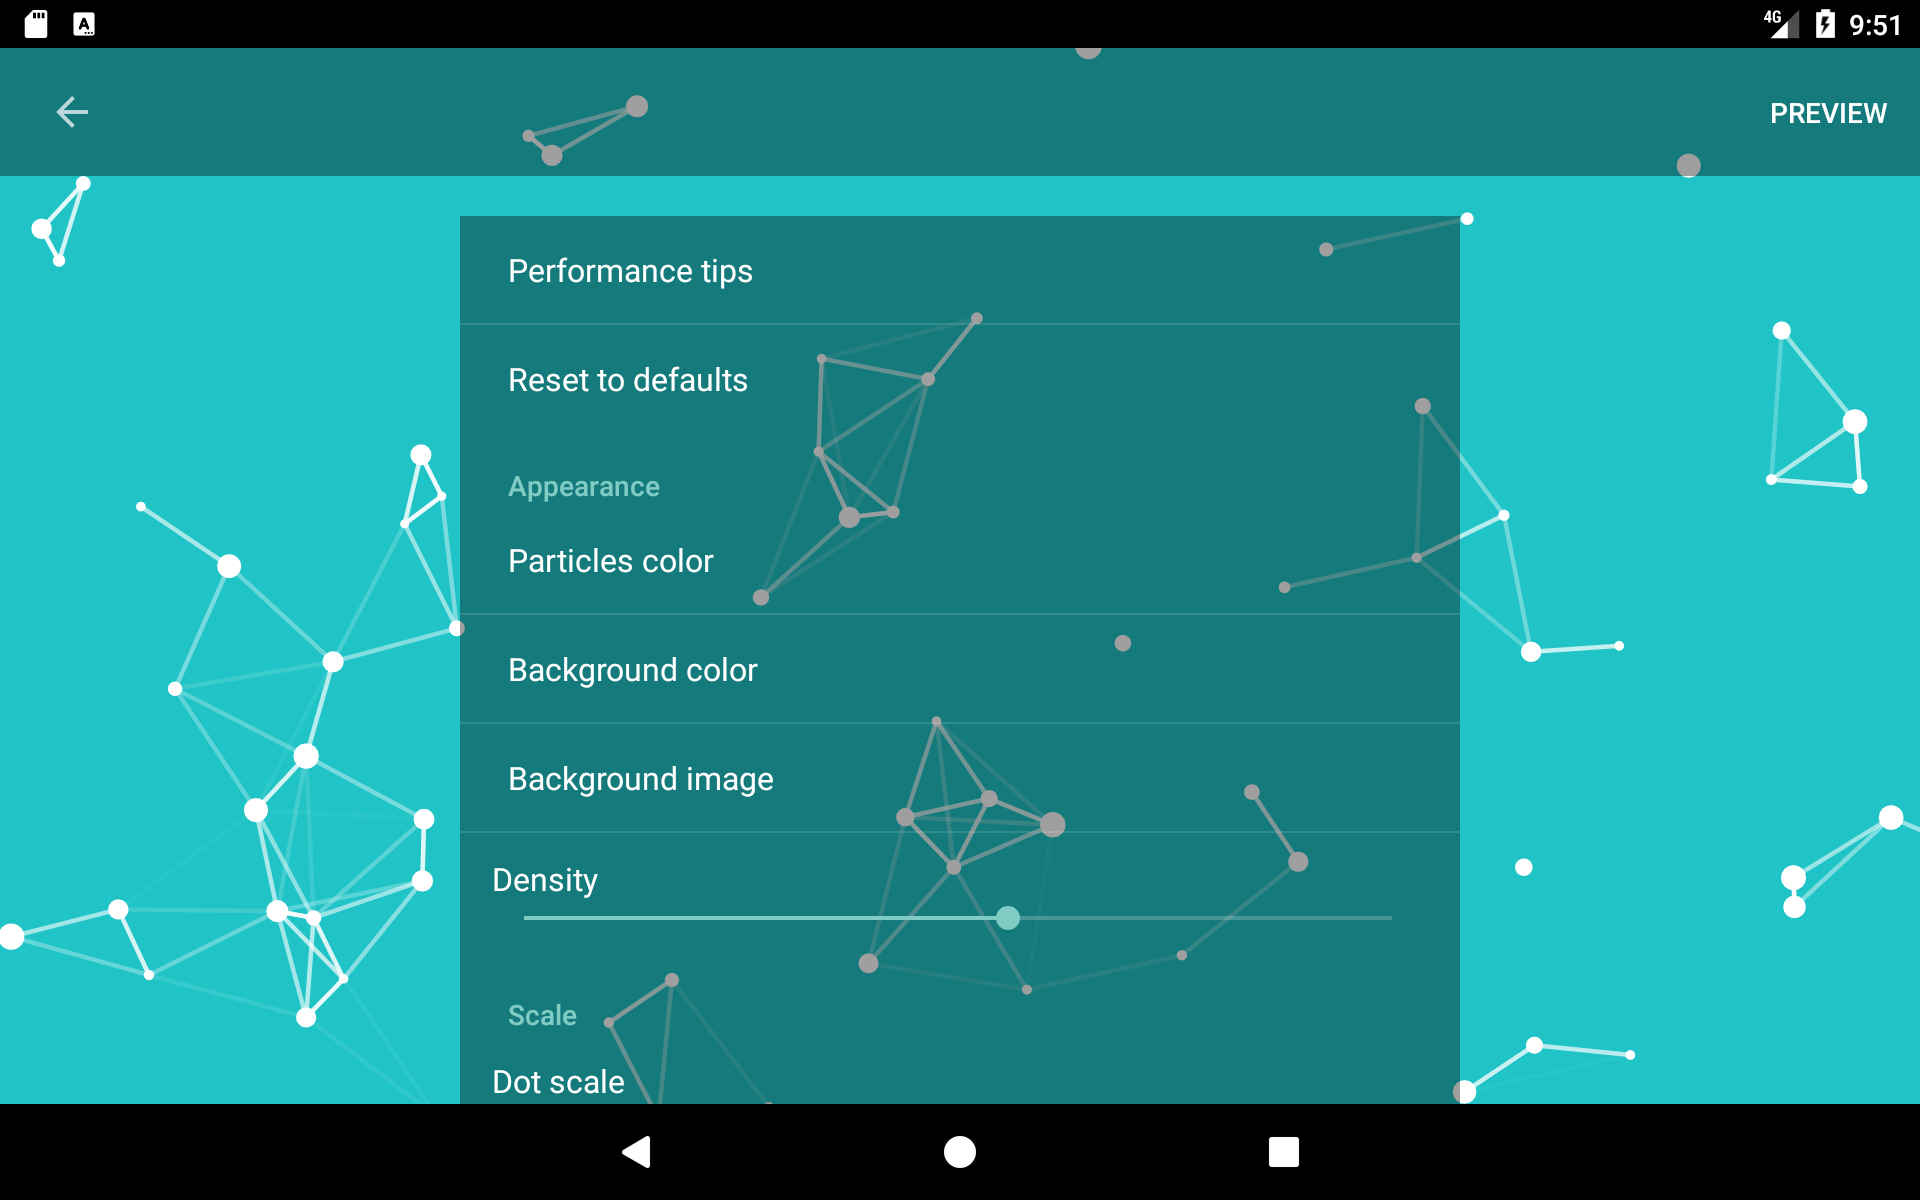 A
4G
9:51
PREVIEW
Performance tips
Reset to defaults
Appearance
Particles color
Background color
Background image
Density
Scale
Dot scale